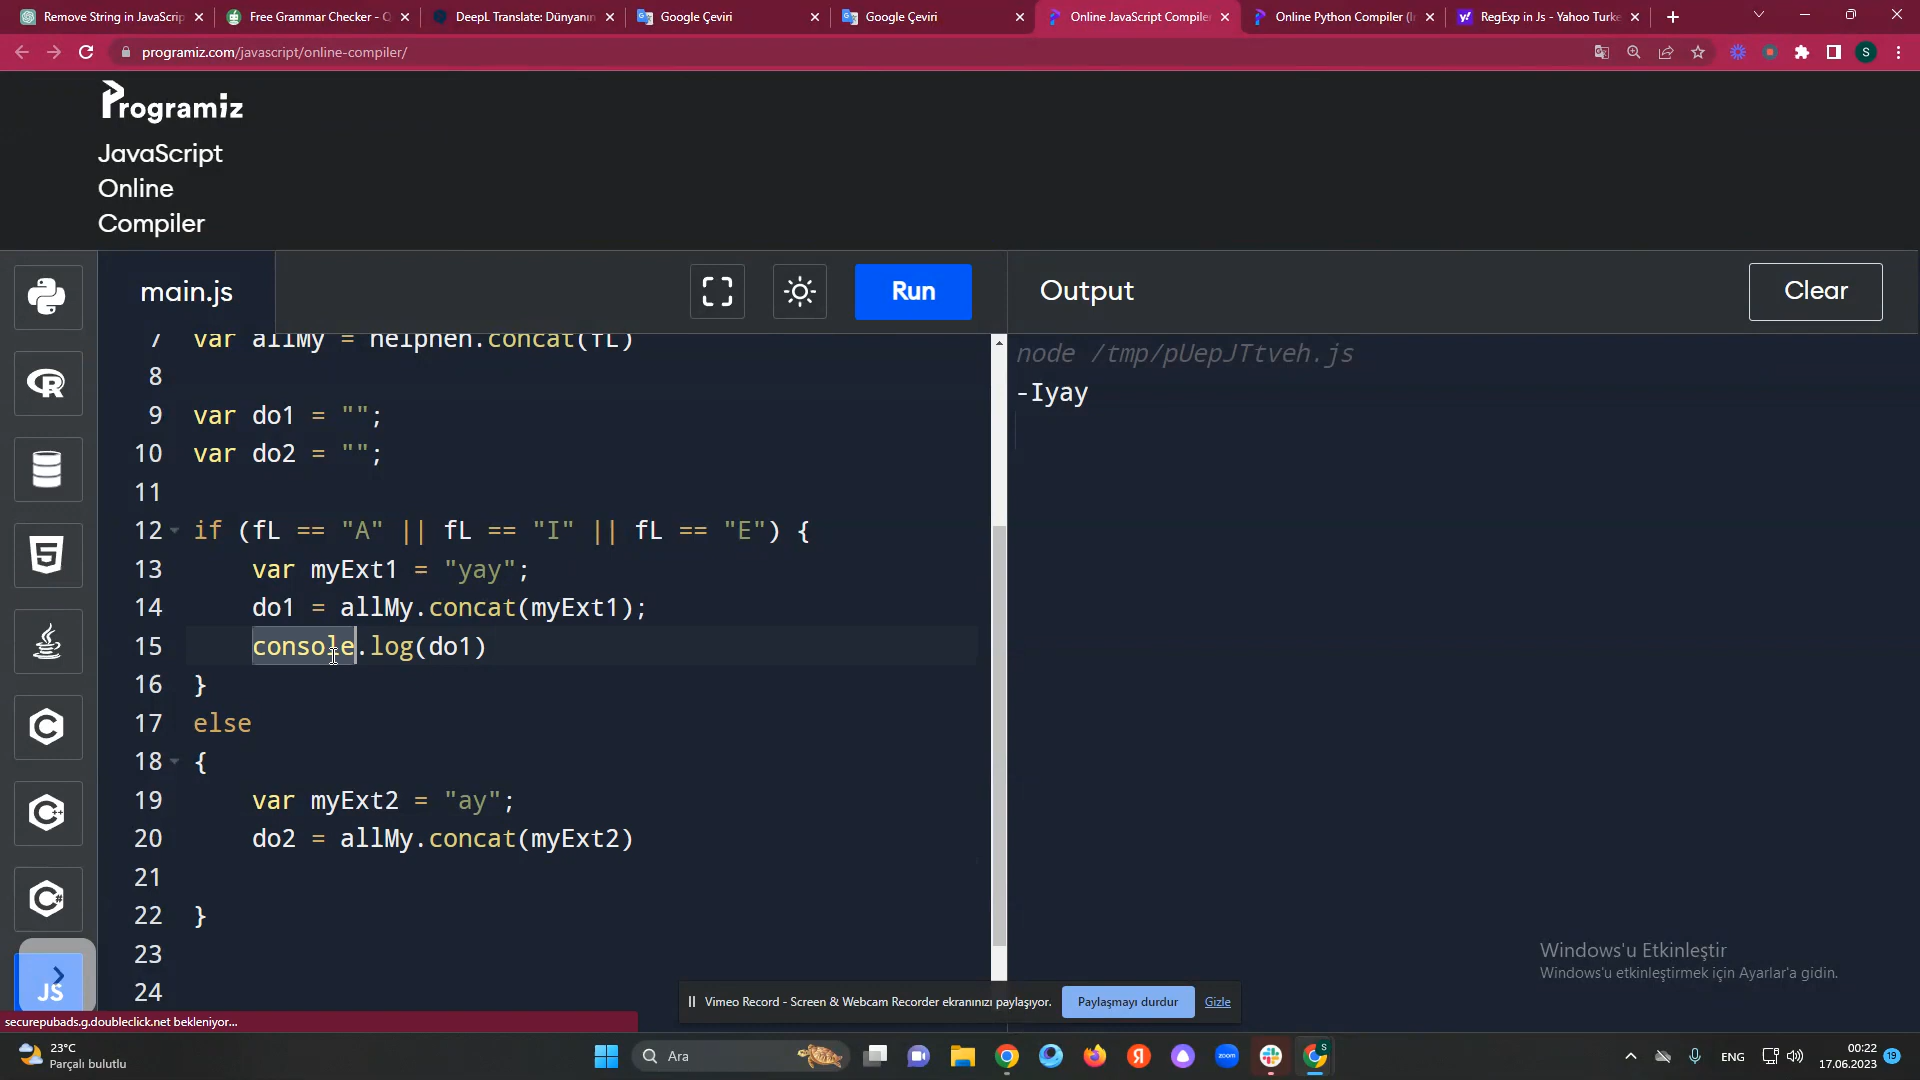 Remove String in JavaScrip
Free Grammar Checker - Q
DeepL Translate: Dünyanın
Google Çeviri
Google Çeviri
Online JavaScript Compiler
Online Python Compiler (In
RegExp in Js - Yahoo Turke
programiz.com/javascript/online-compiler/
S
Programiz
JavaScript
Online
Compiler
main.js
Run
Output
Clear
7 var allMy = helphen.concat(fL)
8
9 var do1 = "";
10 var do2 = "";
11
12 if (fL == "A" || fL == "I" || fL == "E") {
13 var myExt1 = "yay";
14 do1 = allMy.concat(myExt1);
15 console.log(do1)
16 }
17 else
18 {
19 var myExt2 = "ay";
20 do2 = allMy.concat(myExt2)
21
22 }
23
24
node /tmp/pUepJTtveh.js
-Iyay
JS
Windows'u Etkinleştir
Windows'u etkinleştirmek için Ayarlar'a gidin.
Vimeo Record - Screen & Webcam Recorder ekranınızı paylaşıyor.
Paylaşmayı durdur
Gizle
securepubads.g.doubleclick.net bekleniyor...
23°C
Parçalı bulutlu
Ara
zoom
ENG
00:22
17.06.2023
19